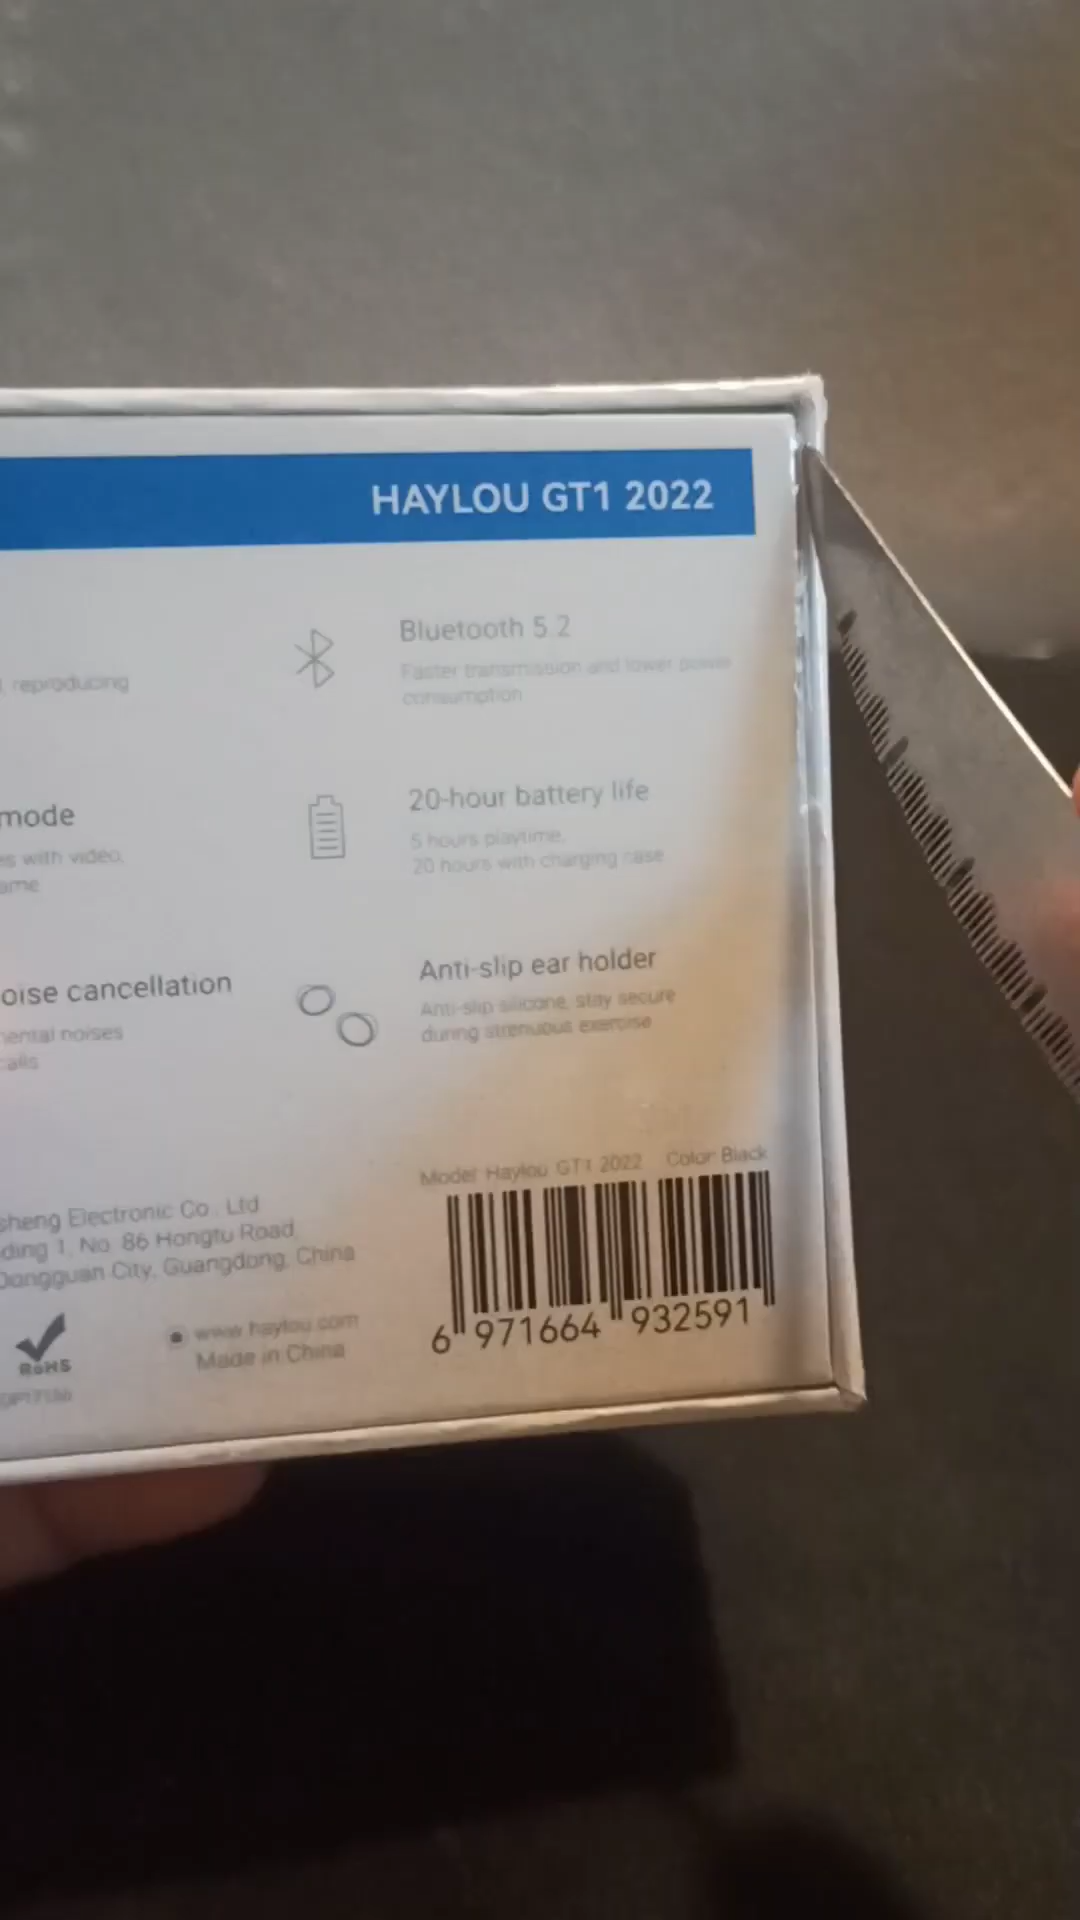 HAYLOU GT1 2022
Bluetooth 5.2
Faster transmission and lower power
consumption
reproducing
mode
20-hour battery life
es with video,
5 hours playtime,
ame
20 hours with charging case
oise cancellation
Anti-slip ear holder
mental noises
Anti-slip silicone, stay secure
calls
during strenuous exercise
Model: Haylou GT1 2022 Color: Black
sheng Electronic Co., Ltd
ding 1, No. 86 Hongtu Road,
Dongguan City, Guangdong, China
6 971664 932591
RoHS
www.haylou.com
Made in China